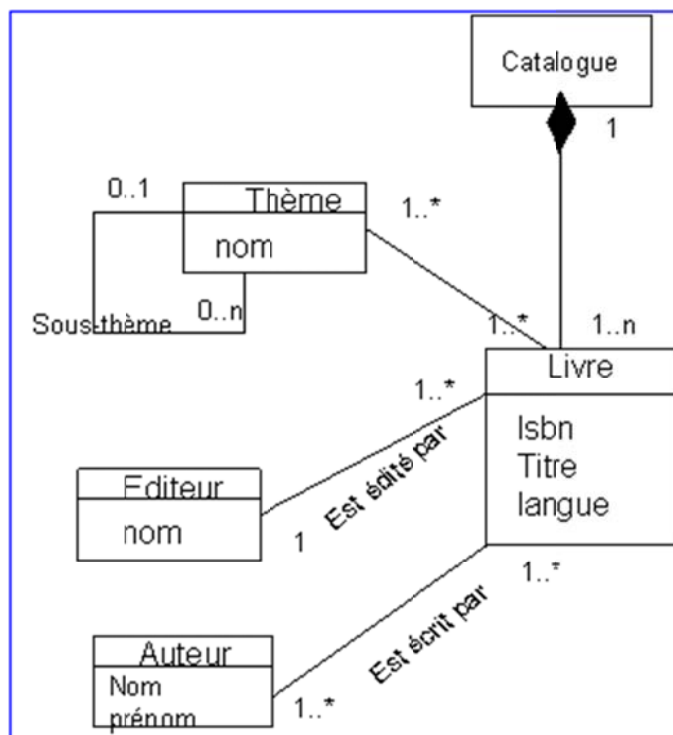 Catalogue
1
0..1
Thème
1..*
nom
0..n
Sous-thème
1..*
1..n
Livre
1..*
Isbn
Titre
langue
Est édité par
Editeur
nom
1
1..*
Est écrit par
Auteur
Nom
prénom
1..*